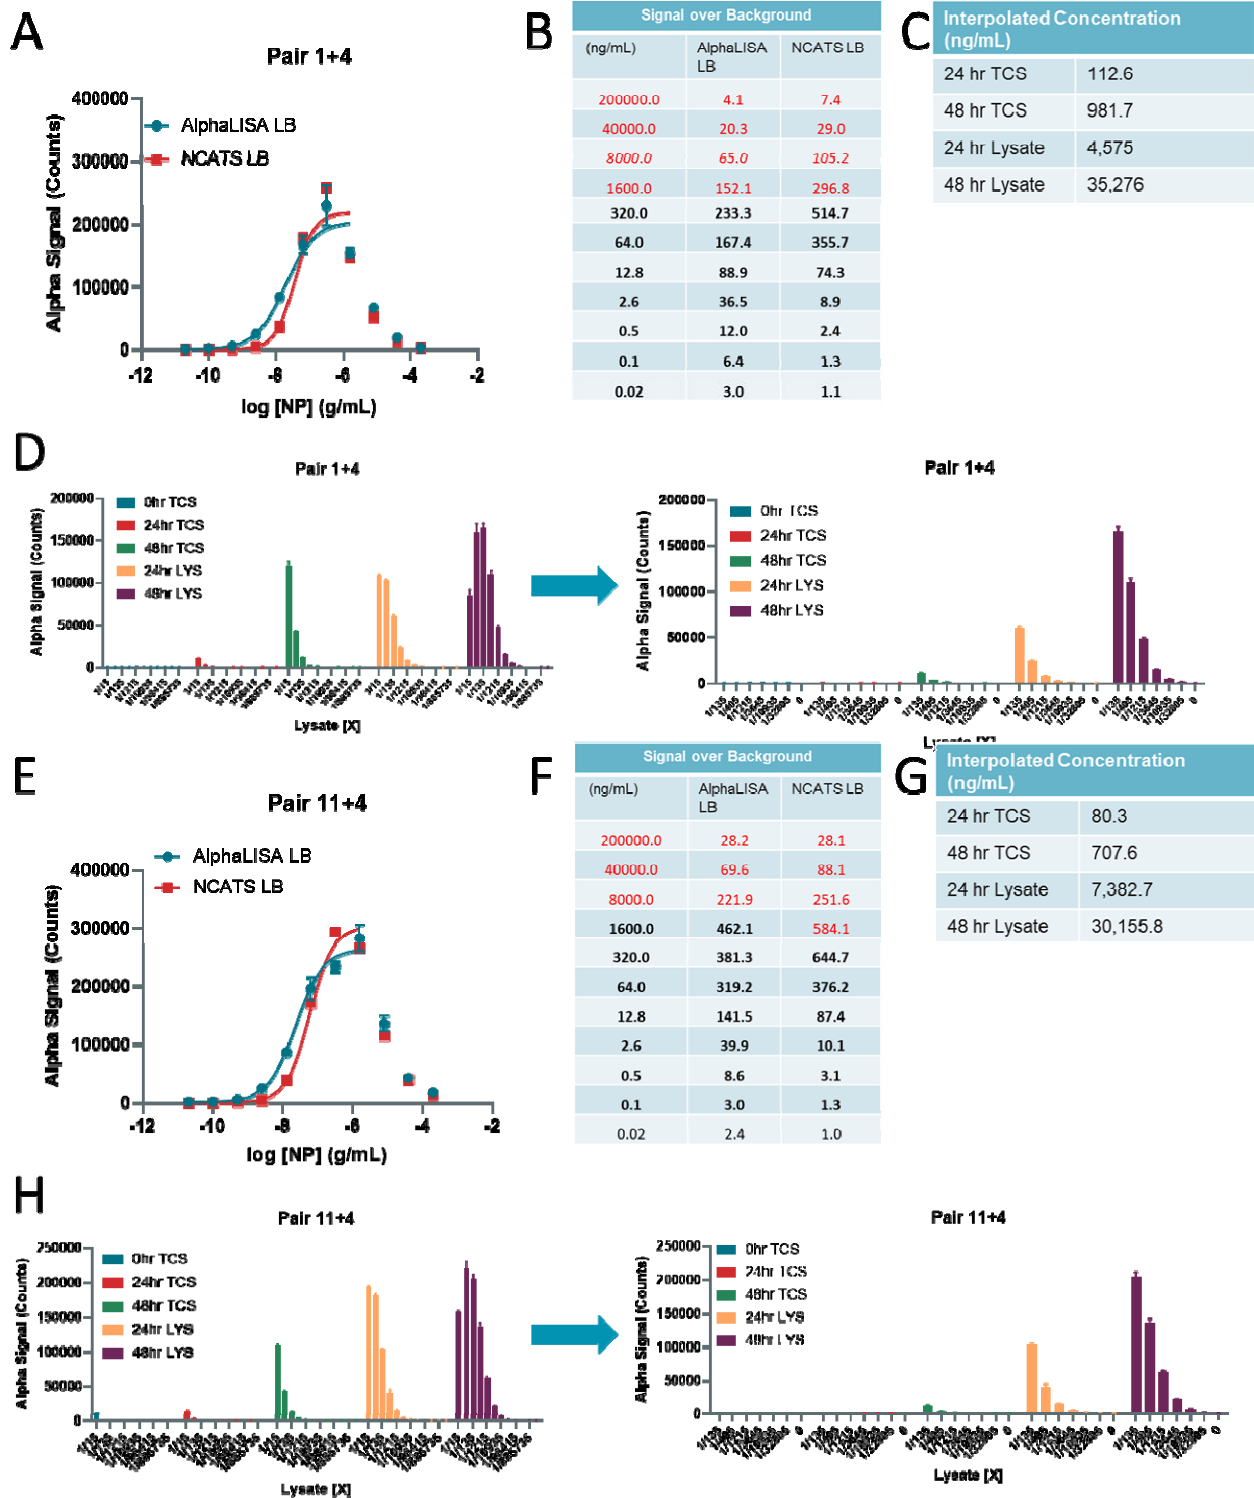 A
Pair 1+4
400000
300000
200000
100000
0
Alpha Signal (Counts)
AlphaLISA LB
NCATS LB
-12 -10 -8 -6 -4 -2
log [NP] (g/mL)
B
Signal over Background
(ng/mL) AlphaLISA LB NCATS LB
200000.0 4.1 7.4
40000.0 20.3 29.0
8000.0 65.0 105.2
1600.0 152.1 296.8
320.0 233.3 514.7
64.0 167.4 355.7
12.8 88.9 74.3
2.6 36.5 8.9
0.5 12.0 2.4
0.1 6.4 1.3
0.02 3.0 1.1
C
Interpolated Concentration
(ng/mL)
24 hr TCS 112.6
48 hr TCS 981.7
24 hr Lysate 4,575
48 hr Lysate 35,276
D
Pair 1+4
200000
150000
100000
50000
0
Alpha Signal (Counts)
0hr TCS
24hr TCS
48hr TCS
24hr LYS
48hr LYS
Lysate [X]
Pair 1+4
200000
150000
100000
50000
0
Alpha Signal (Counts)
0hr TCS
24hr TCS
48hr TCS
24hr LYS
48hr LYS
E
Pair 11+4
AlphaLISA LB
NCATS LB
400000
300000
200000
100000
0
Alpha Signal (Counts)
-12 -10 -8 -6 -4 -2
log [NP] (g/mL)
F
Signal over Background
(ng/mL) AlphaLISA LB NCATS LB
200000.0 28.2 28.1
40000.0 69.6 88.1
8000.0 221.9 251.6
1600.0 462.1 584.1
320.0 381.3 644.7
64.0 319.2 376.2
12.8 141.5 87.4
2.6 39.9 10.1
0.5 8.6 3.1
0.1 3.0 1.3
0.02 2.4 1.0
G
Interpolated Concentration
(ng/mL)
24 hr TCS 80.3
48 hr TCS 707.6
24 hr Lysate 7,382.7
48 hr Lysate 30,155.8
H
Pair 11+4
250000
200000
150000
100000
50000
0
Alpha Signal (Counts)
0hr TCS
24hr TCS
48hr TCS
24hr LYS
48hr LYS
Lysate [X]
Pair 11+4
250000
200000
150000
100000
50000
0
Alpha Signal (Counts)
0hr TCS
24hr TCS
48hr TCS
24hr LYS
48hr LYS
Lysate [X]